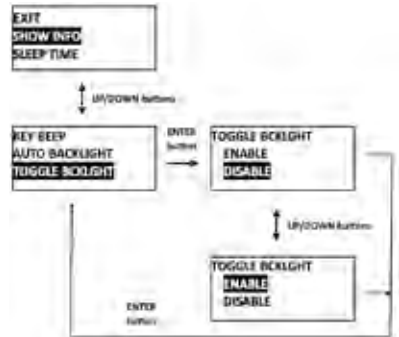 EXIT
SHOW INFO
SLEEP TIME
UP/DOWN buttons
KEY BEEP
AUTO BACKLIGHT
TOGGLE BCKLGHT
ENTER
button
TOGGLE BCKLGHT
ENABLE
DISABLE
UP/DOWN buttons
TOGGLE BCKLGHT
ENABLE
DISABLE
ENTER
button